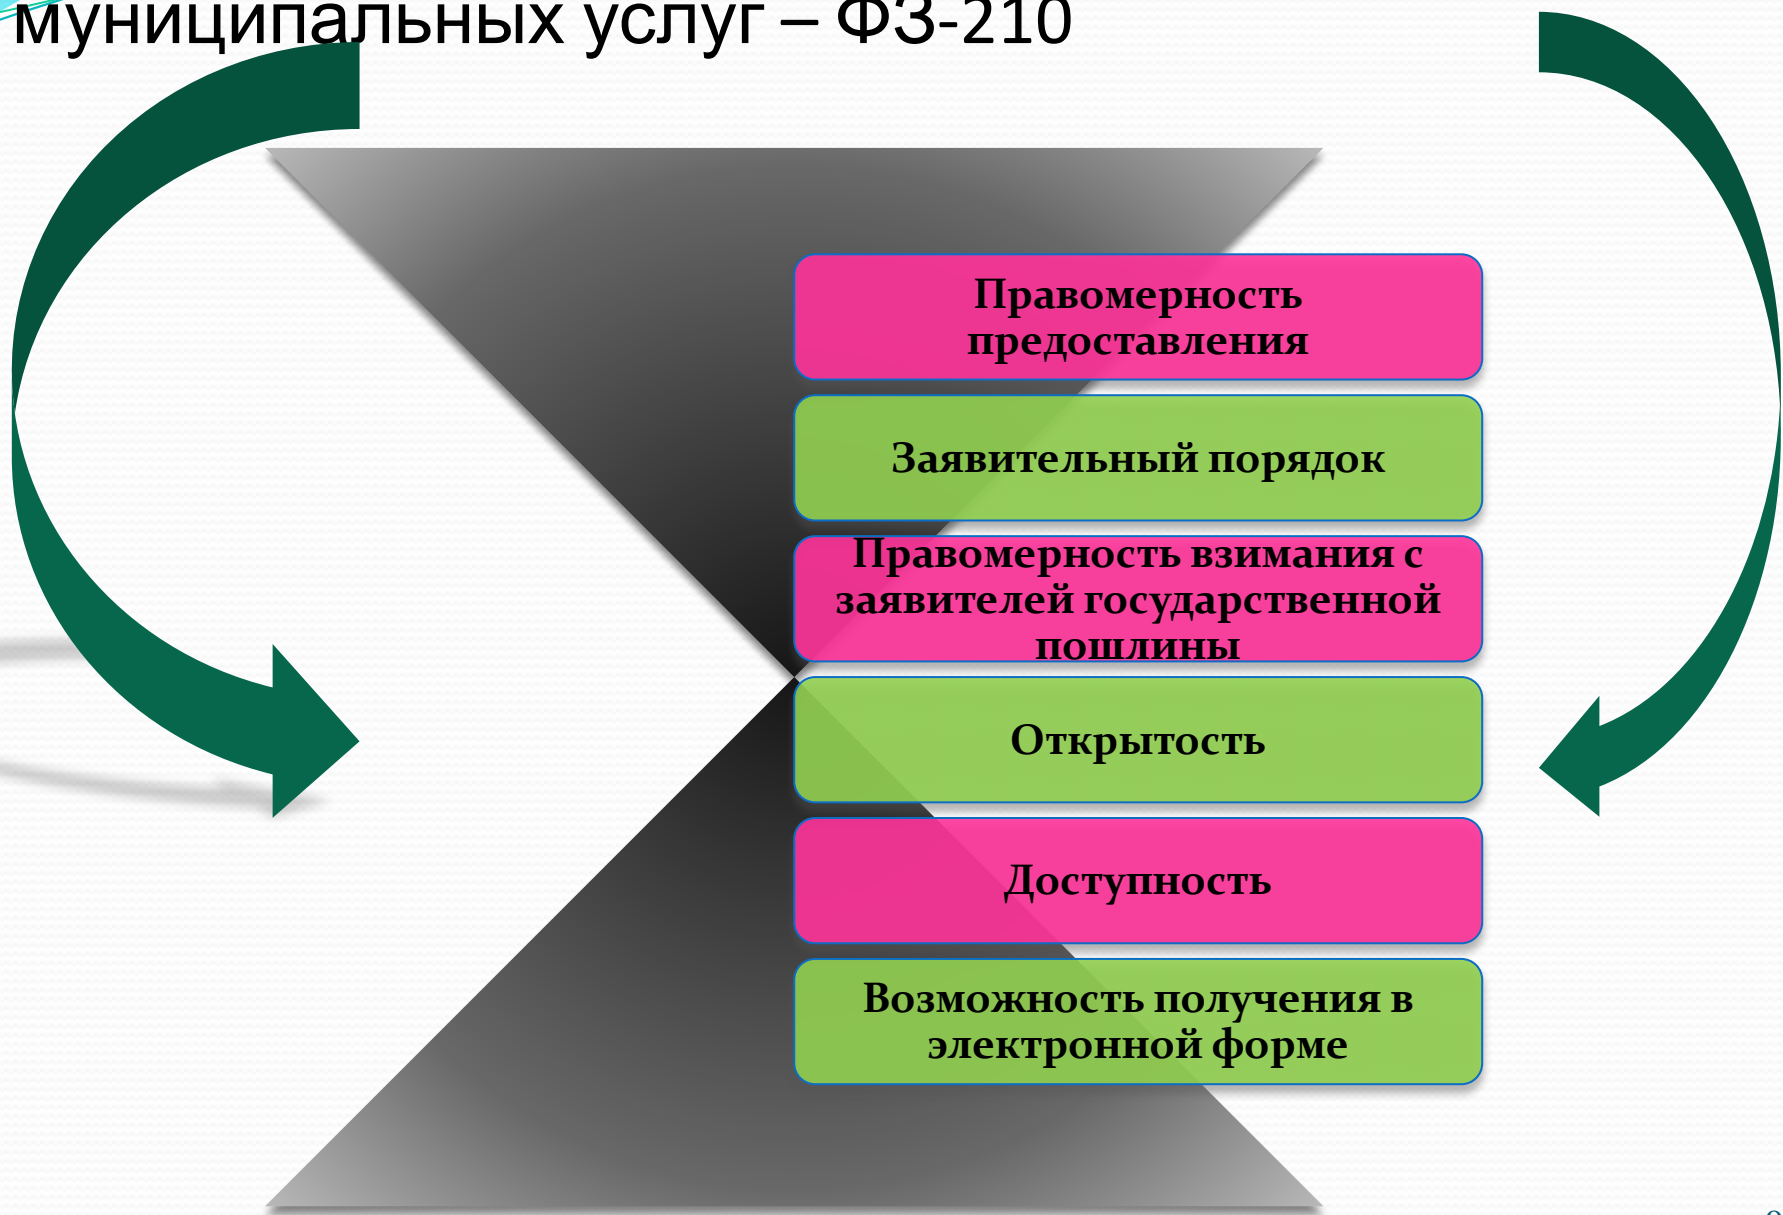 муниципальных услуг – ФЗ-210
Правомерность
предоставления
Заявительный порядок
Правомерность взимания с
заявителей государственной
пошлины
Открытость
Доступность
Возможность получения в
электронной форме